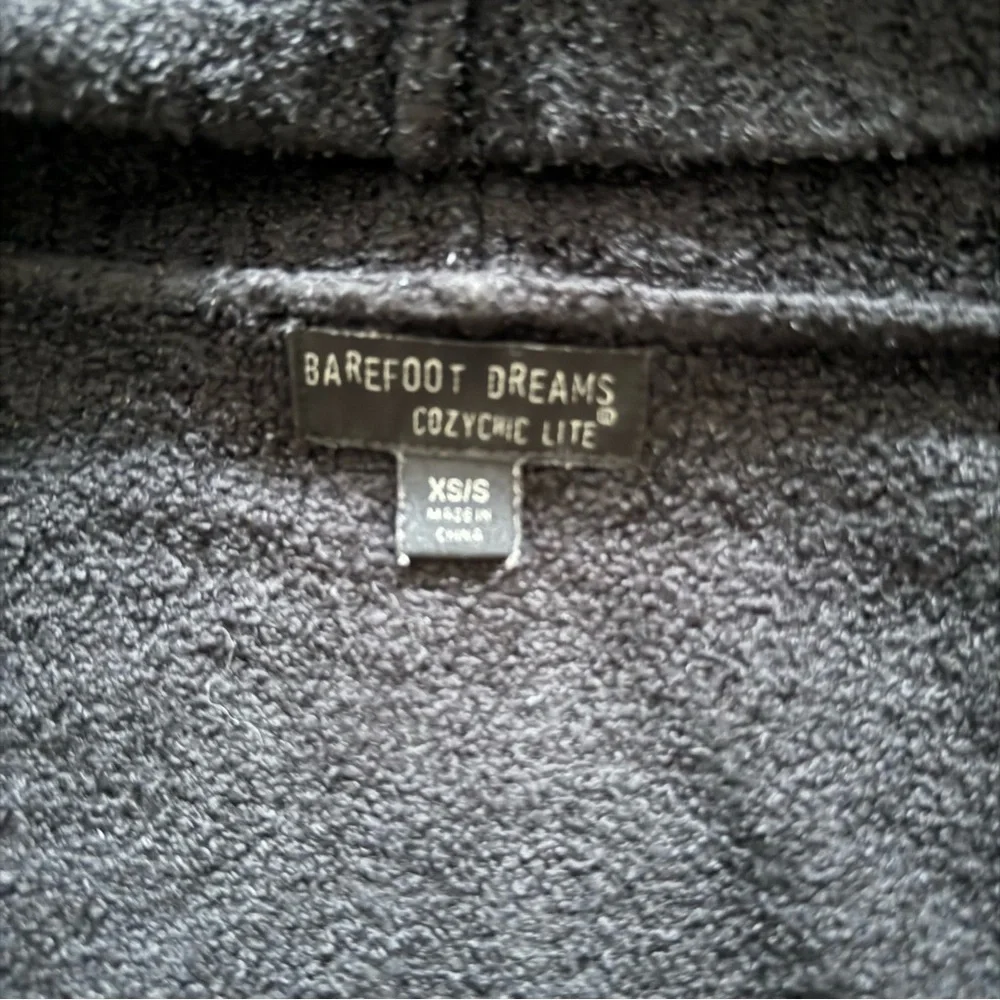 BAREFOOT DREAMS
COZYCHIC LITE®
XS/S
MADE IN
CHINA